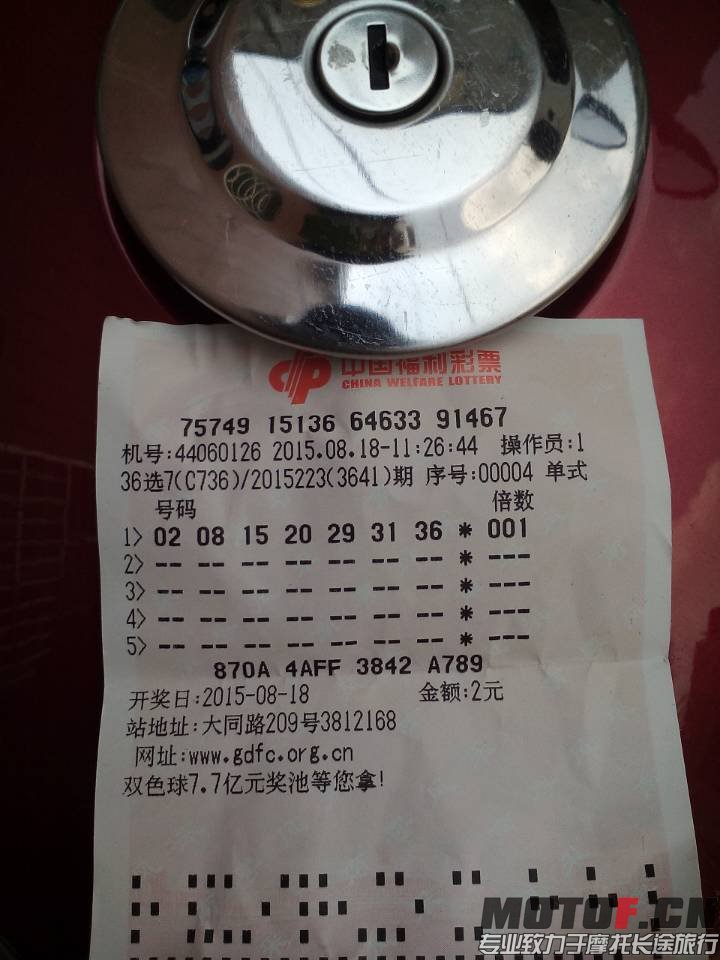 中国福利彩票
CHINA WELFARE LOTTERY
75749 15136 64633 91467
机号:44060126 2015.08.18-11:26:44 操作员:1
36选7(C736)/2015223(3641)期 序号:00004 单式
号码 倍数
1> 02 08 15 20 29 31 36 * 001
2> -- -- -- -- -- -- -- * ---
3> -- -- -- -- -- -- -- * ---
4> -- -- -- -- -- -- -- * ---
5> -- -- -- -- -- -- -- * ---
870A 4AFF 3842 A789
开奖日:2015-08-18 金额:2元
站地址:大同路209号3812168
网址:www.gdfc.org.cn
双色球7.7亿元奖池等您拿!
MOTOF.CN
专业致力于摩托长途旅行